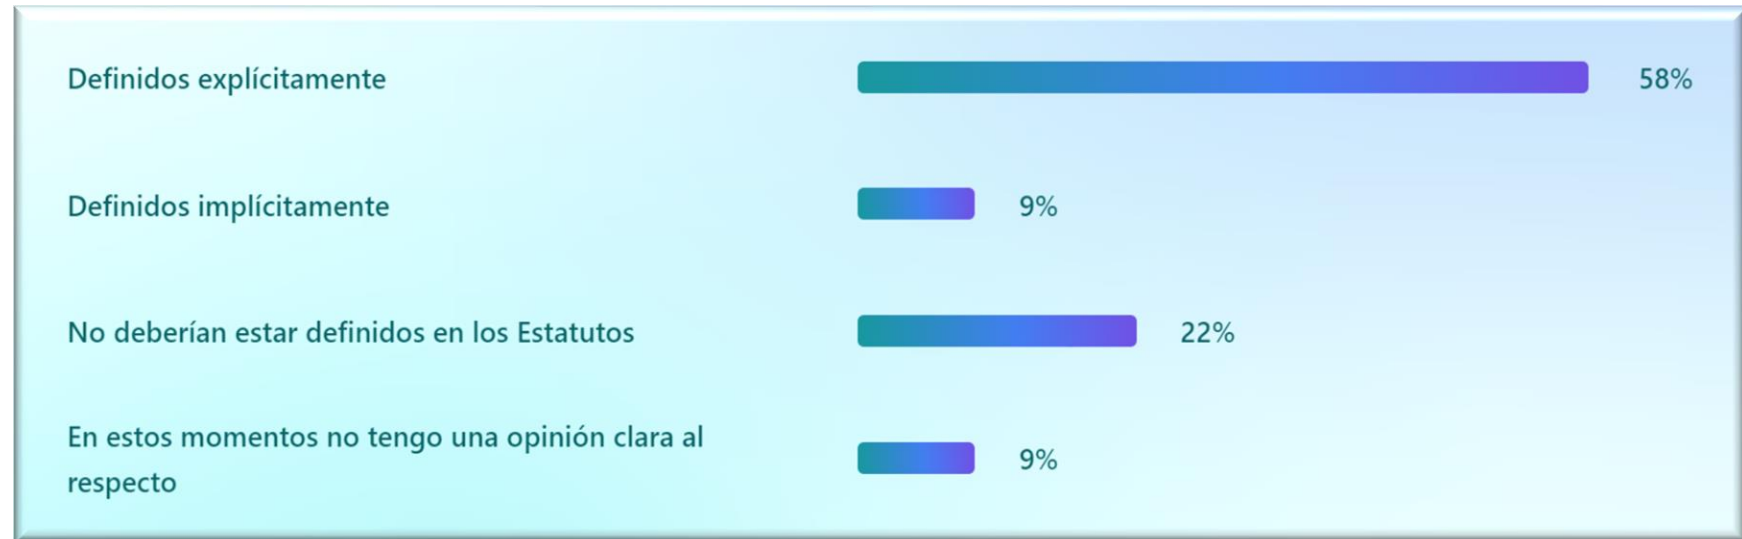 Definidos explícitamente 58%
Definidos implícitamente 9%
No deberían estar definidos en los Estatutos 22%
En estos momentos no tengo una opinión clara al
respecto 9%